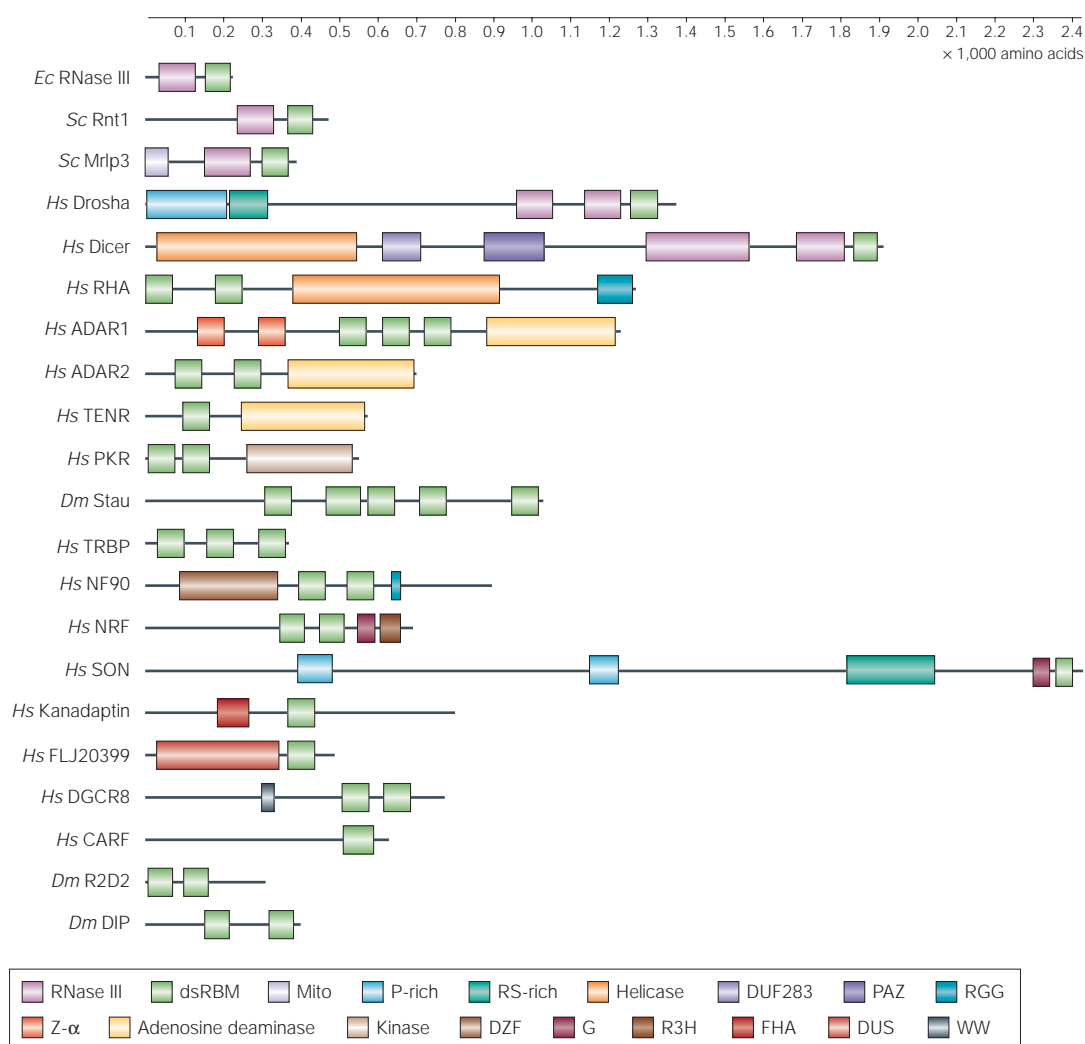 0.1 0.2 0.3 0.4 0.5 0.6 0.7 0.8 0.9 1.0 1.1 1.2 1.3 1.4 1.5 1.6 1.7 1.8 1.9 2.0 2.1 2.2 2.3 2.4
× 1,000 amino acids
Ec RNase III
Sc Rnt1
Sc Mrlp3
Hs Drosha
Hs Dicer
Hs RHA
Hs ADAR1
Hs ADAR2
Hs TENR
Hs PKR
Dm Stau
Hs TRBP
Hs NF90
Hs NRF
Hs SON
Hs Kanadaptin
Hs FLJ20399
Hs DGCR8
Hs CARF
Dm R2D2
Dm DIP
RNase III dsRBM Mito P-rich RS-rich Helicase DUF283 PAZ RGG
Z-α Adenosine deaminase Kinase DZF G R3H FHA DUS WW